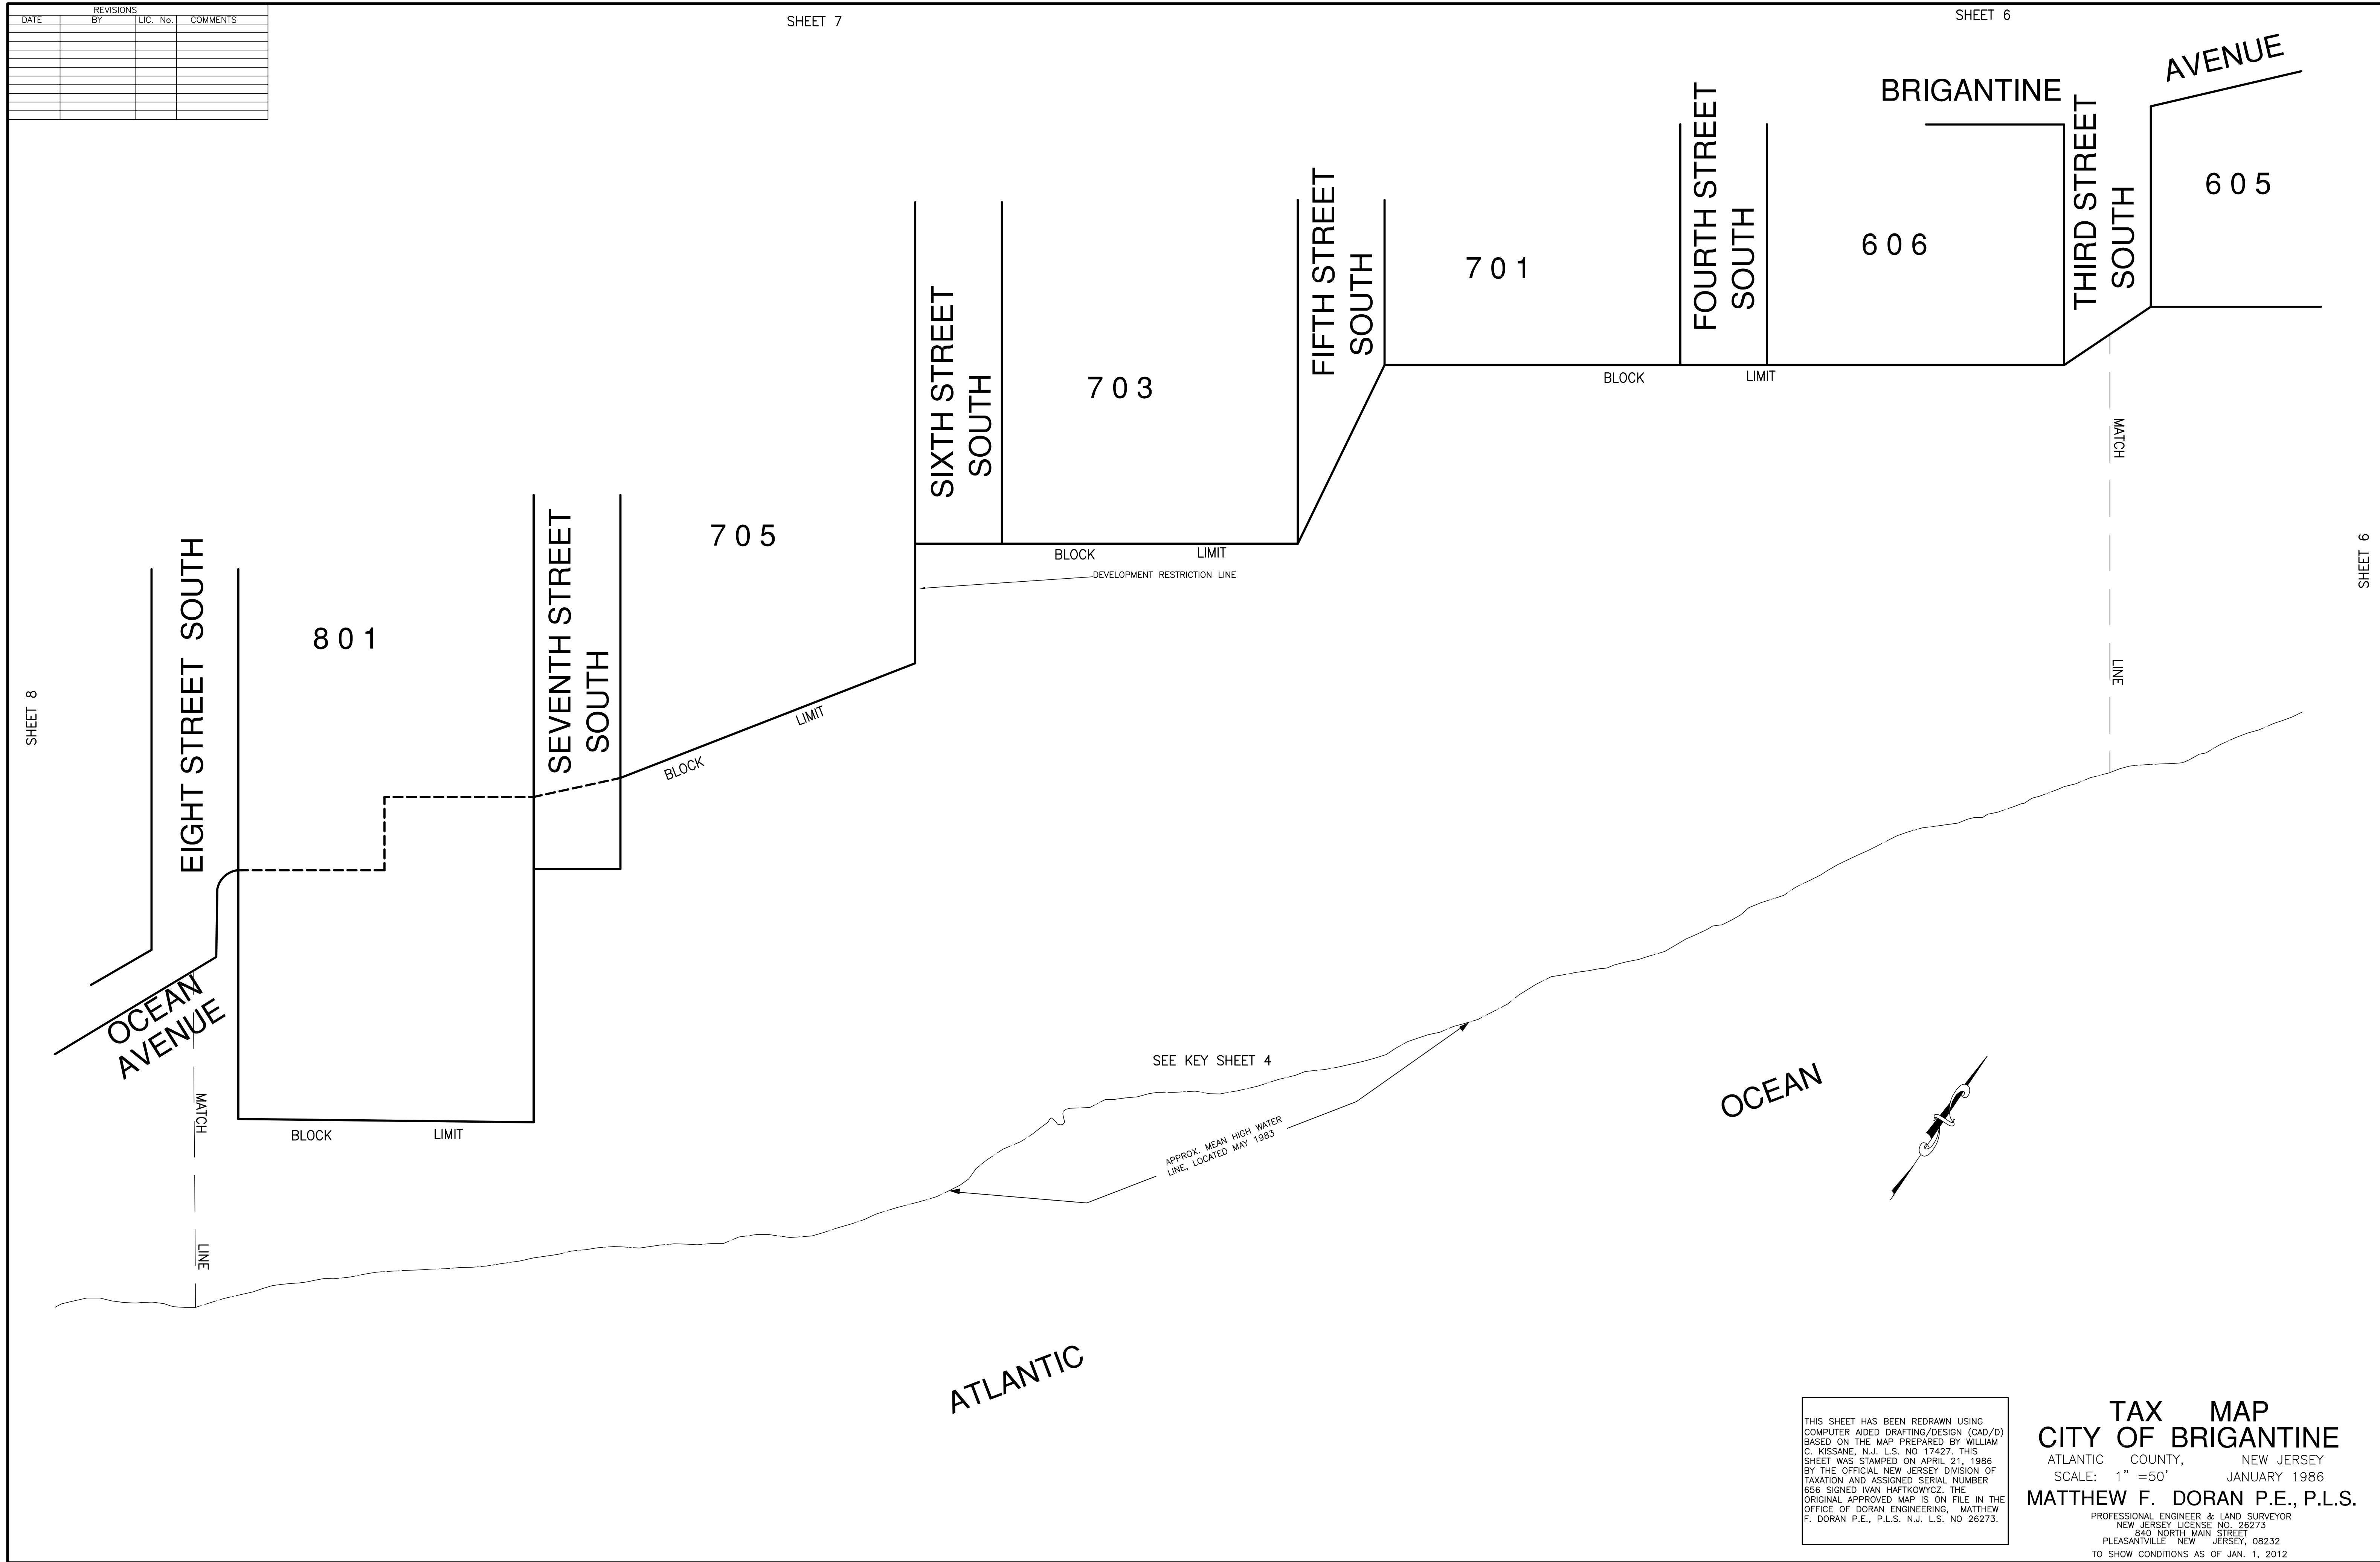 REVISIONS
DATE BY LIC. No. COMMENTS
SHEET 7
SHEET 6
BRIGANTINE
AVENUE
THIRD STREET
SOUTH
605
606
FOURTH STREET
SOUTH
701
FIFTH STREET
SOUTH
703
SIXTH STREET
SOUTH
705
SEVENTH STREET
SOUTH
801
EIGHT STREET SOUTH
BLOCK LIMIT
BLOCK LIMIT
DEVELOPMENT RESTRICTION LINE
BLOCK LIMIT
BLOCK LIMIT
MATCH
LINE
SHEET 6
SHEET 8
OCEAN
AVENUE
MATCH
LINE
SEE KEY SHEET 4
APPROX. MEAN HIGH WATER
LINE, LOCATED MAY 1983
ATLANTIC
OCEAN
THIS SHEET HAS BEEN REDRAWN USING
COMPUTER AIDED DRAFTING/DESIGN (CAD/D)
BASED ON THE MAP PREPARED BY WILLIAM
C. KISSANE, N.J. L.S. NO 17427. THIS
SHEET WAS STAMPED ON APRIL 21, 1986
BY THE OFFICIAL NEW JERSEY DIVISION OF
TAXATION AND ASSIGNED SERIAL NUMBER
656 SIGNED IVAN HAFTKOWYCZ. THE
ORIGINAL APPROVED MAP IS ON FILE IN THE
OFFICE OF DORAN ENGINEERING, MATTHEW
F. DORAN P.E., P.L.S. N.J. L.S. NO 26273.
TAX MAP
CITY OF BRIGANTINE
ATLANTIC COUNTY, NEW JERSEY
SCALE: 1" =50' JANUARY 1986
MATTHEW F. DORAN P.E., P.L.S.
PROFESSIONAL ENGINEER & LAND SURVEYOR
NEW JERSEY LICENSE NO. 26273
840 NORTH MAIN STREET
PLEASANTVILLE NEW JERSEY, 08232
TO SHOW CONDITIONS AS OF JAN. 1, 2012